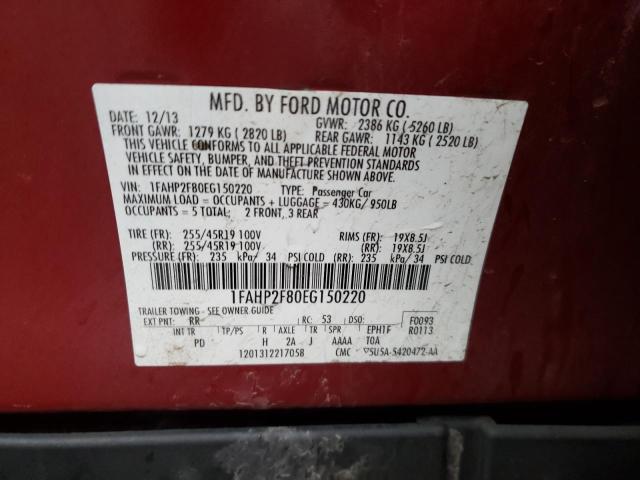 MFD. BY FORD MOTOR CO.
DATE: 12/13 GVWR: 2386 KG ( 5260 LB)
FRONT GAWR: 1279 KG ( 2820 LB) REAR GAWR: 1143 KG ( 2520 LB)
THIS VEHICLE CONFORMS TO ALL APPLICABLE FEDERAL MOTOR
VEHICLE SAFETY, BUMPER, AND THEFT PREVENTION STANDARDS
IN EFFECT ON THE DATE OF MANUFACTURE SHOWN ABOVE.
VIN: 1FAHP2F80EG150220 TYPE: Passenger Car
MAXIMUM LOAD = OCCUPANTS + LUGGAGE = 430KG/ 950LB
OCCUPANTS = 5 TOTAL; 2 FRONT, 3 REAR
TIRE (FR): 255/45R19 100V RIMS (FR): 19X8.5J
(RR): 255/45R19 100V (RR): 19X8.5J
PRESSURE (FR): 235 kPa/ 34 PSI COLD (RR): 235 kPa/ 34 PSI COLD
1FAHP2F80EG150220
TRAILER TOWING - SEE OWNER GUIDE
EXT PNT: RR RC: 53 DSO: F0093
INT TR 1TP/PS R AXLE TR SPR EPH1F R0113
PD H 2A J AAAA T0A
1201312217058 CMC 5U5A-5420472-AA